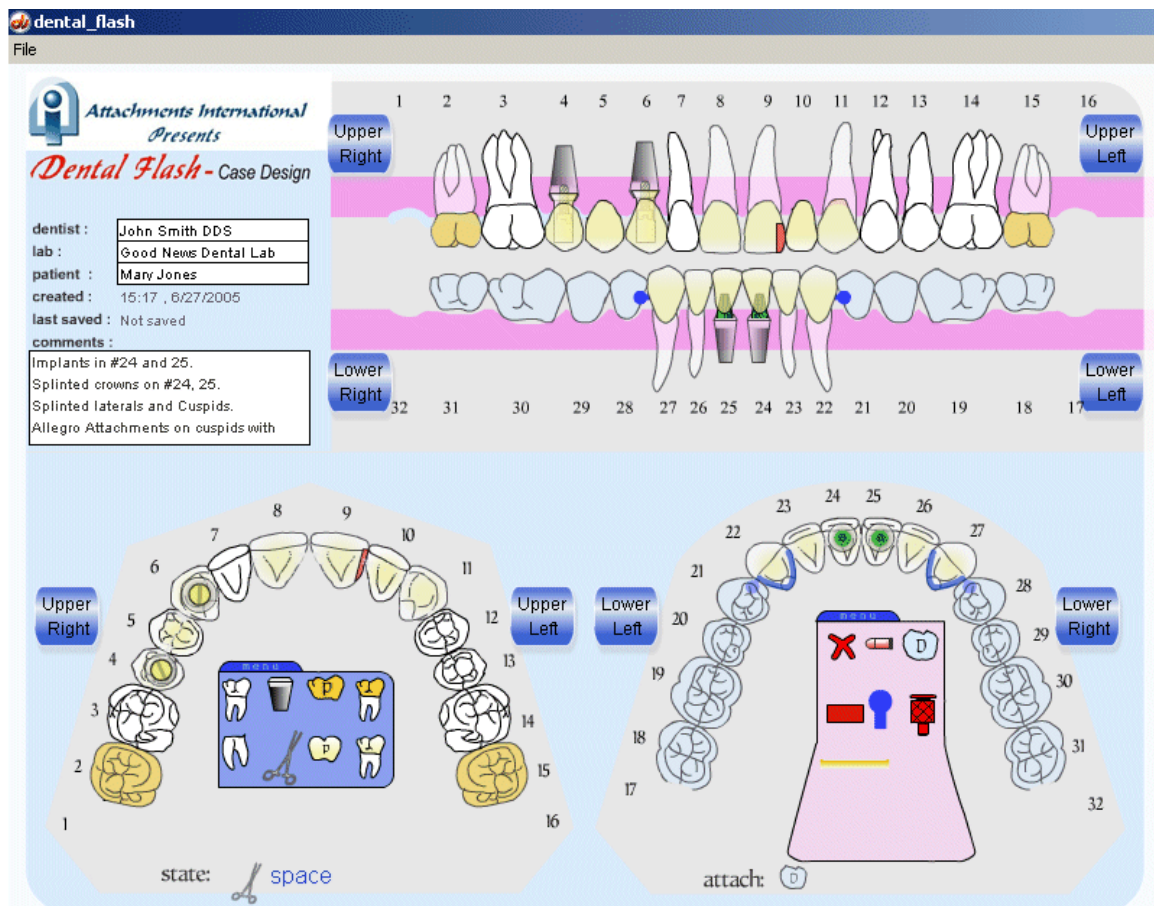 dental_flash
File
Attachments International
Presents
Dental Flash - Case Design
dentist : John Smith DDS
lab : Good News Dental Lab
patient : Mary Jones
created : 15:17 , 6/27/2005
last saved : Not saved
comments :
Implants in #24 and 25.
Splinted crowns on #24, 25.
Splinted laterals and Cuspids.
Allegro Attachments on cuspids with
1 2 3 4 5 6 7 8 9 10 11 12 13 14 15 16
Upper Right
Upper Left
Lower Right
Lower Left
32 31 30 29 28 27 26 25 24 23 22 21 20 19 18 17
8 9
7 10
6 11
Upper Right
Upper Left
5 12
4 13
3 14
2 15
1 16
menu
P
P
state: space
24 25
23 26
22 27
21 28
Lower Left
Lower Right
20 29
19 30
18 31
17 32
menu
D
attach: D